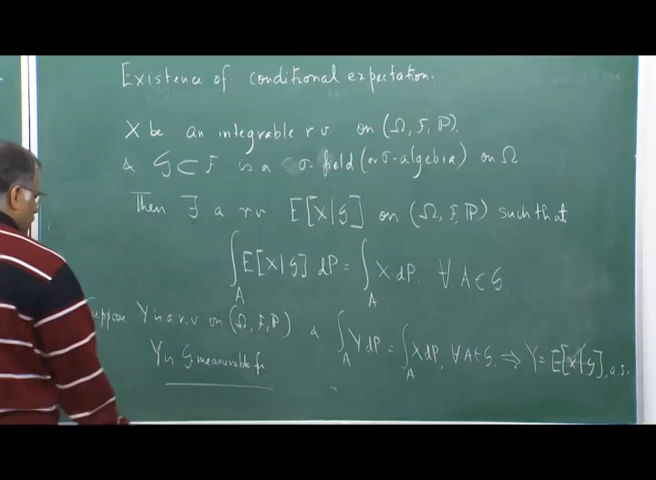 Existence of conditional expectation.
X be an integrable r v on (Ω, F, ℙ).
& G ⊂ F is a σ-field (or σ-algebra) on Ω.
Then ∃ a r v E[X|G] on (Ω, F, ℙ) such that
∫_A E[X|G] dP = ∫_A X dP. ∀ A ∈ G.
Suppose Y is a r.v on (Ω, F, P) & ∫_A Y dP = ∫_A X dP, ∀ A ∈ G. ⇒ Y = E[X|G], a.s.
Y is G measurable fn.